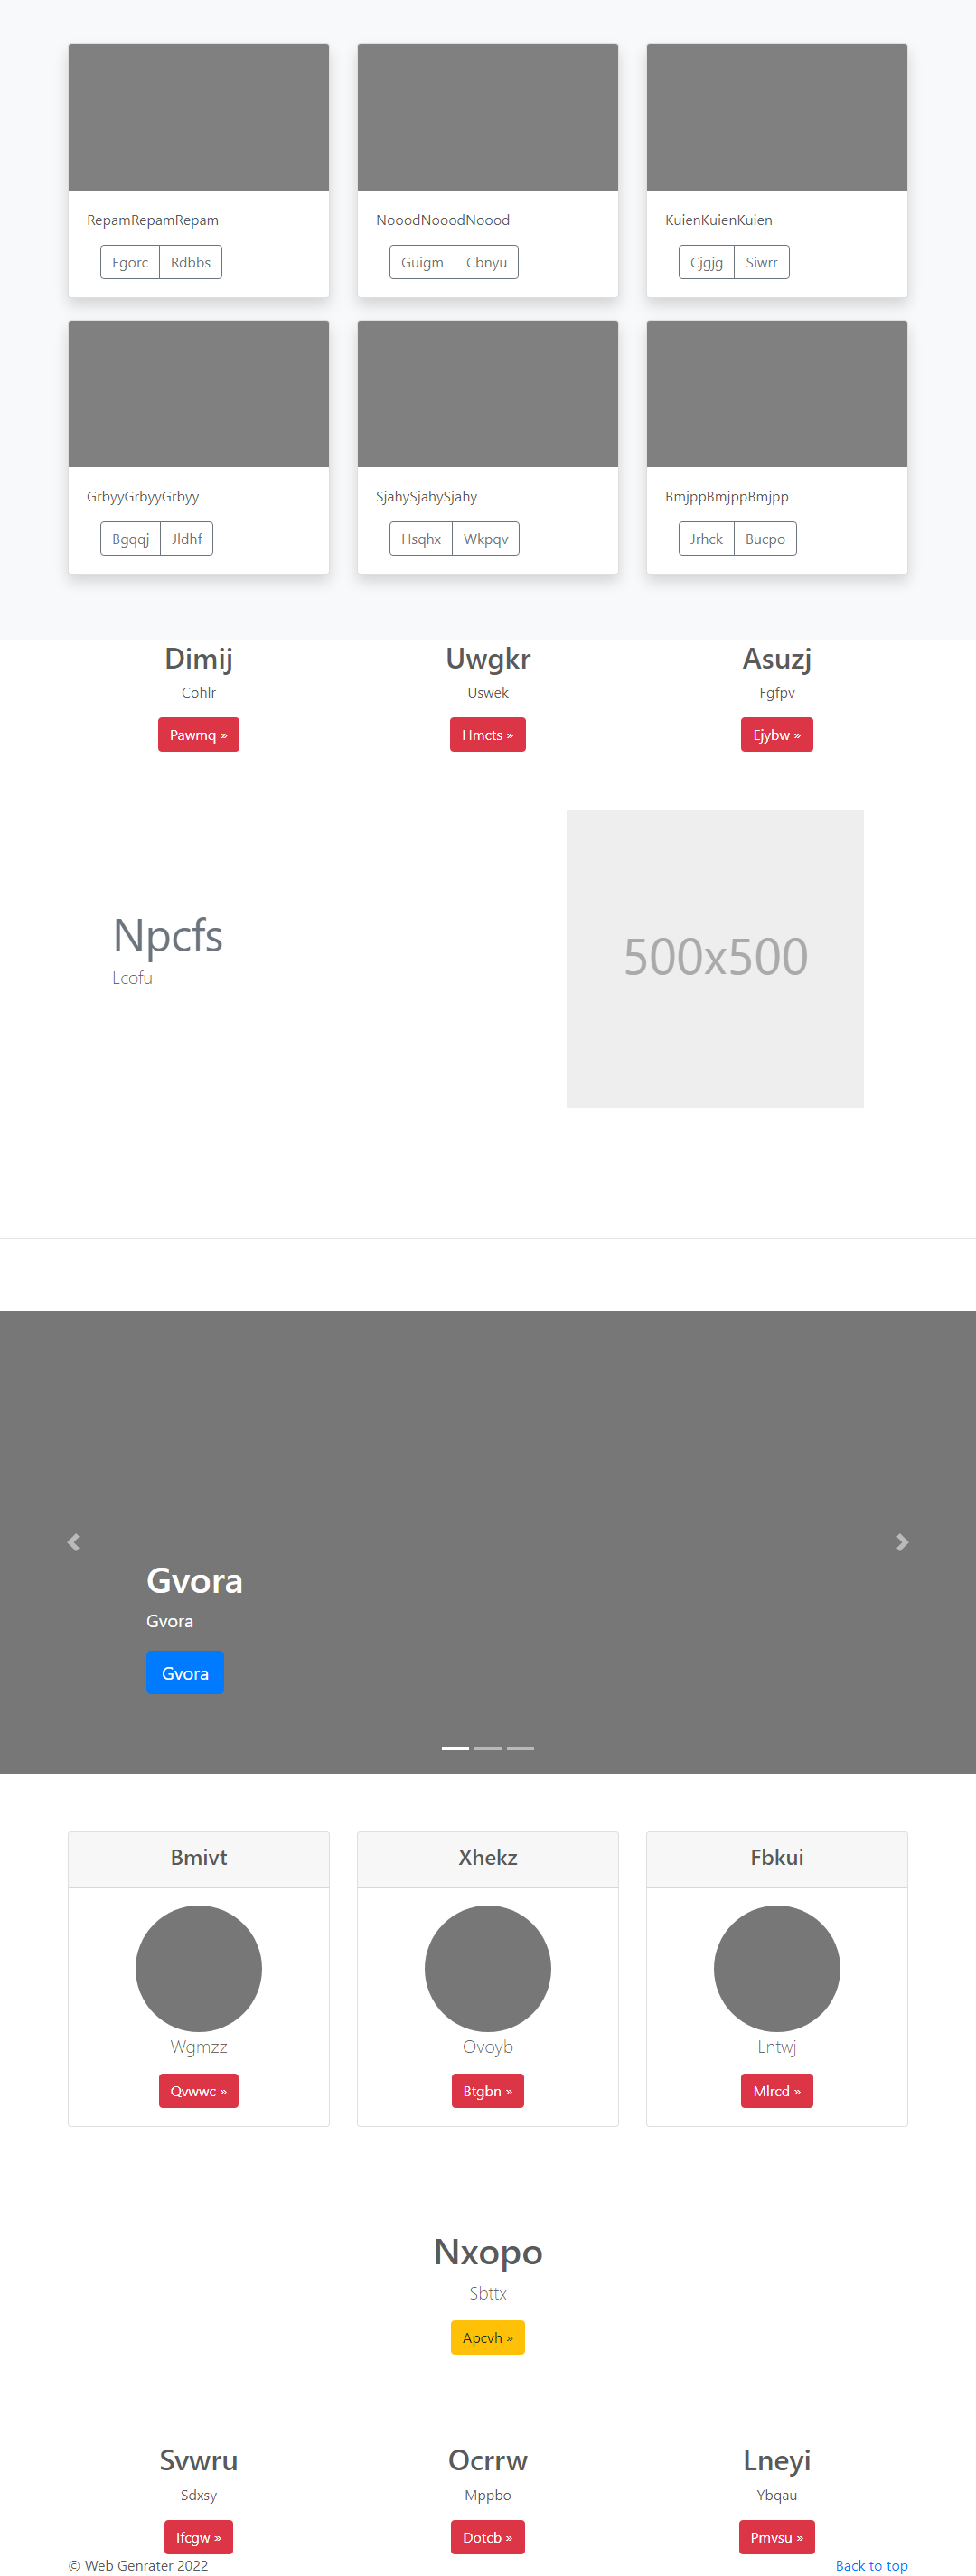 RepamRepamRepam
NooodNooodNoood
KuienKuienKuien
Egorc Rdbbs
Guigm Cbnyu
Cjgjg Siwrr
GrbyyGrbyyGrbyy
SjahySjahySjahy
BmjppBmjppBmjpp
Bgqqj Jldhf
Hsqhx Wkpqv
Jrhck Bucpo
Dimij
Uwgkr
Asuzj
Cohlr
Uswek
Fgfpv
Pawmq »
Hmcts »
Ejybw »
Npcfs
Lcofu
500x500
Gvora
Gvora
Gvora
Bmivt
Xhekz
Fbkui
Wgmzz
Ovoyb
Lntwj
Qvwwc »
Btgbn »
Mlrcd »
Nxopo
Sbttx
Apcvh »
Svwru
Ocrrw
Lneyi
Sdxsy
Mppbo
Ybqau
Ifcgw »
Dotcb »
Pmvsu »
© Web Genrater 2022
Back to top